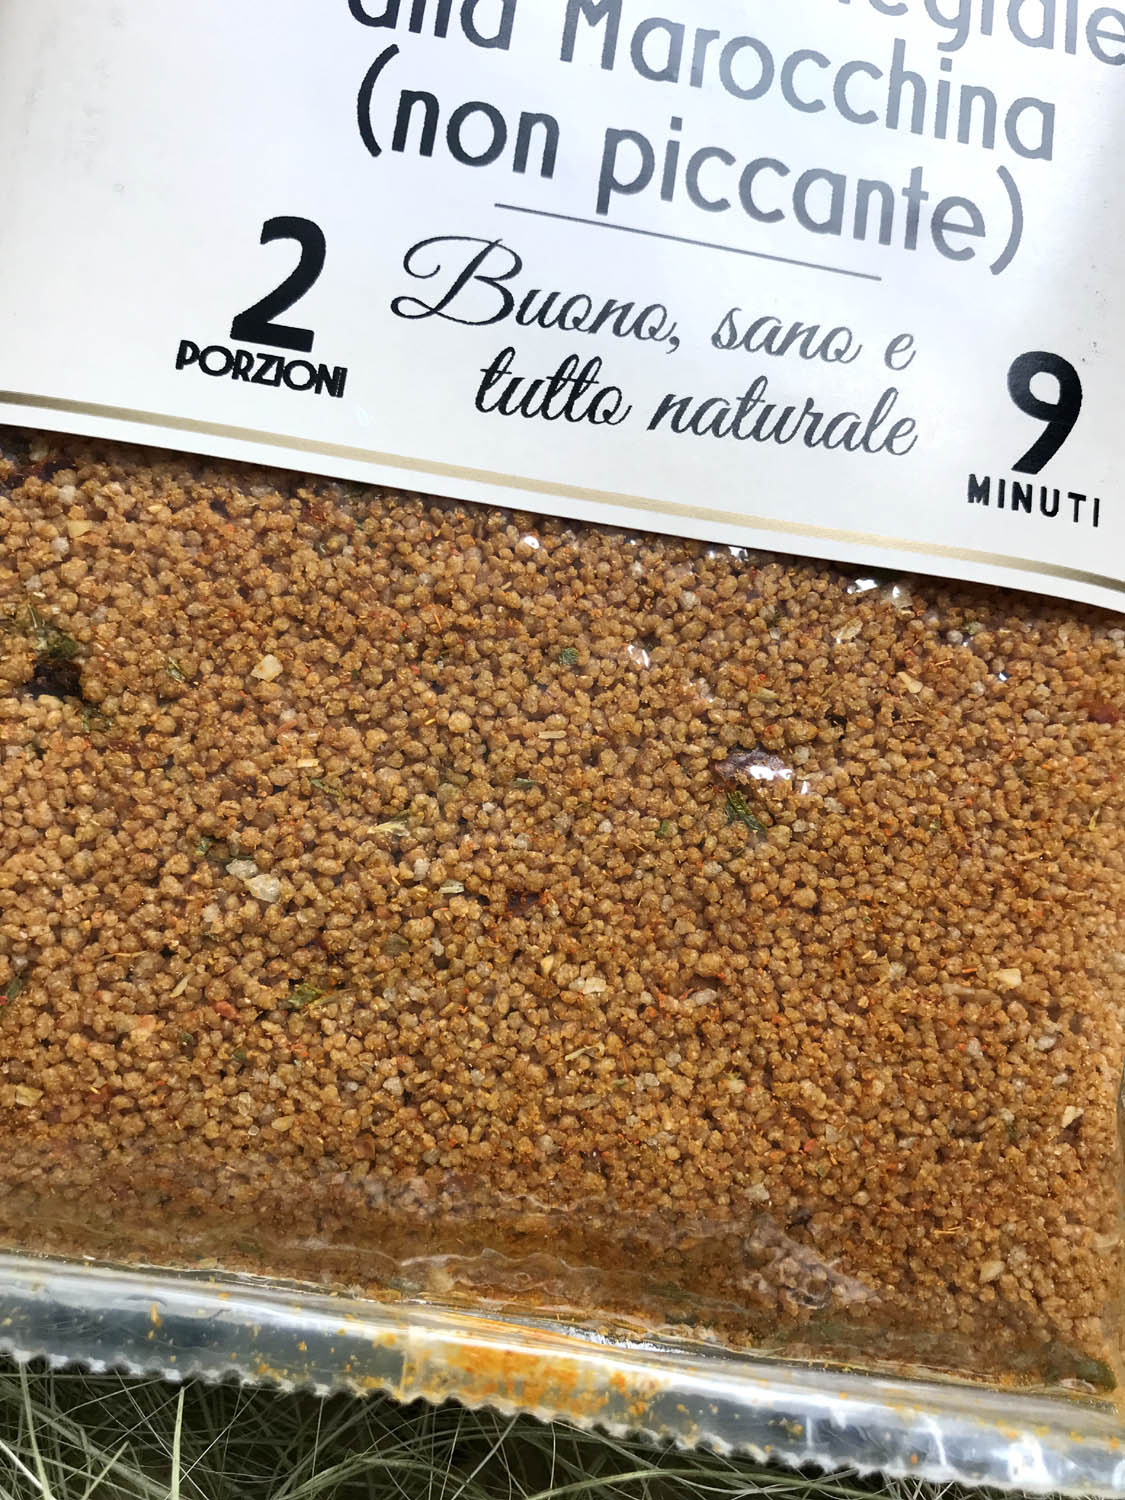 alla Marocchina
(non piccante)
2
PORZIONI
Buono, sano e
tutto naturale
9
MINUTI